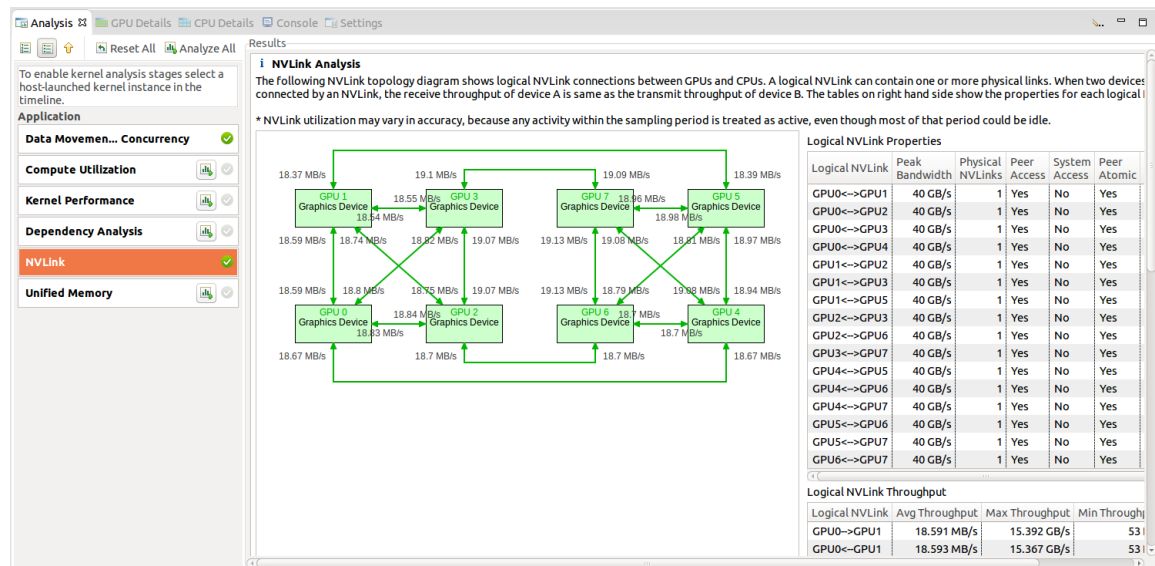 Analysis GPU Details CPU Details Console Settings
Reset All Analyze All
To enable kernel analysis stages select a
host-launched kernel instance in the
timeline.
Application
Data Movemen... Concurrency
Compute Utilization
Kernel Performance
Dependency Analysis
NVLink
Unified Memory
Results
i NVLink Analysis
The following NVLink topology diagram shows logical NVLink connections between GPUs and CPUs. A logical NVLink can contain one or more physical links. When two devices
connected by an NVLink, the receive throughput of device A is same as the transmit throughput of device B. The tables on right hand side show the properties for each logical
* NVLink utilization may vary in accuracy, because any activity within the sampling period is treated as active, even though most of that period could be idle.
18.37 MB/s 19.1 MB/s 19.09 MB/s 18.39 MB/s
GPU 1 18.55 MB/s GPU 3 GPU 7 18.96 MB/s GPU 5
Graphics Device Graphics Device Graphics Device Graphics Device
18.54 MB/s 18.98 MB/s
18.59 MB/s 18.74 MB/s 18.82 MB/s 19.07 MB/s 19.13 MB/s 19.08 MB/s 18.81 MB/s 18.97 MB/s
18.59 MB/s 18.8 MB/s 18.75 MB/s 19.07 MB/s 19.13 MB/s 18.79 MB/s 19.08 MB/s 18.94 MB/s
GPU 0 18.84 MB/s GPU 2 GPU 6 18.7 MB/s GPU 4
Graphics Device Graphics Device Graphics Device Graphics Device
18.83 MB/s 18.7 MB/s
18.67 MB/s 18.7 MB/s 18.7 MB/s 18.67 MB/s
Logical NVLink Properties
Logical NVLink Peak Bandwidth Physical NVLinks Peer Access System Access Peer Atomic
GPU0<-->GPU1 40 GB/s 1 Yes No Yes
GPU0<-->GPU2 40 GB/s 1 Yes No Yes
GPU0<-->GPU3 40 GB/s 1 Yes No Yes
GPU0<-->GPU4 40 GB/s 1 Yes No Yes
GPU1<-->GPU2 40 GB/s 1 Yes No Yes
GPU1<-->GPU3 40 GB/s 1 Yes No Yes
GPU1<-->GPU5 40 GB/s 1 Yes No Yes
GPU2<-->GPU3 40 GB/s 1 Yes No Yes
GPU2<-->GPU6 40 GB/s 1 Yes No Yes
GPU3<-->GPU7 40 GB/s 1 Yes No Yes
GPU4<-->GPU5 40 GB/s 1 Yes No Yes
GPU4<-->GPU6 40 GB/s 1 Yes No Yes
GPU4<-->GPU7 40 GB/s 1 Yes No Yes
GPU5<-->GPU6 40 GB/s 1 Yes No Yes
GPU5<-->GPU7 40 GB/s 1 Yes No Yes
GPU6<-->GPU7 40 GB/s 1 Yes No Yes
Logical NVLink Throughput
Logical NVLink Avg Throughput Max Throughput Min
GPU0-->GPU1 18.591 MB/s 15.392 GB/s 53
GPU0<--GPU1 18.593 MB/s 15.367 GB/s 53